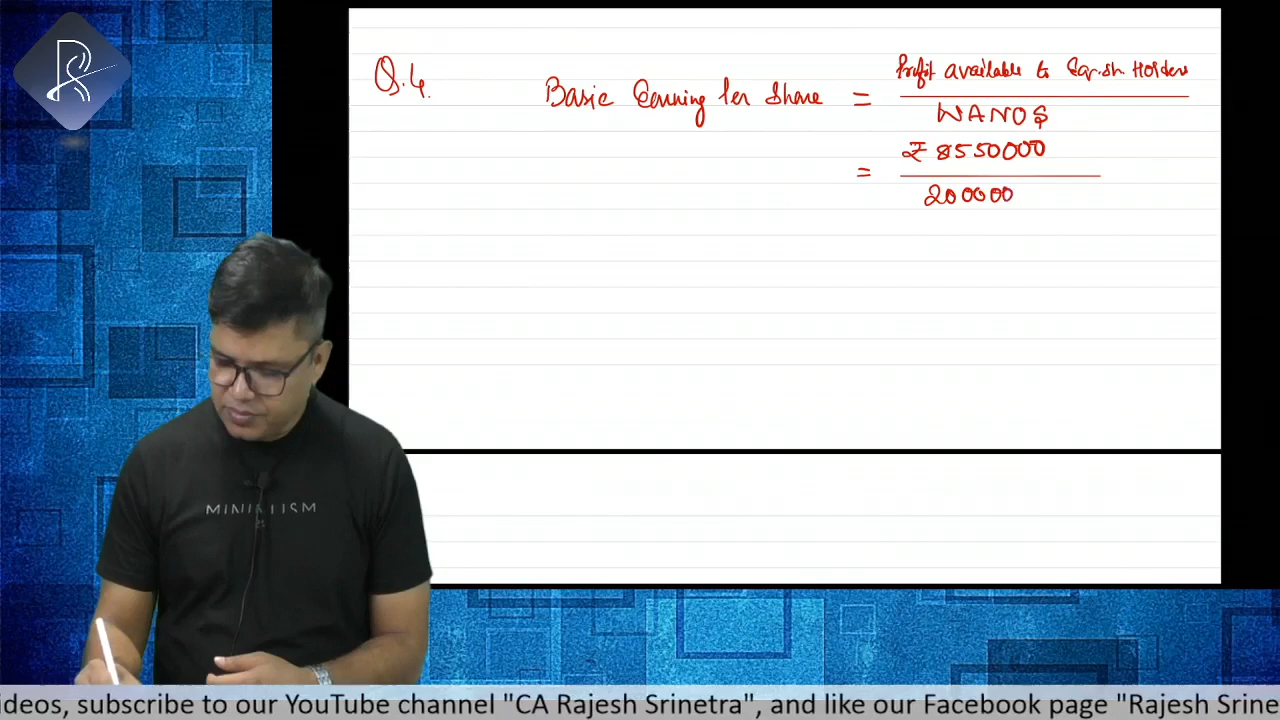 RS
Q.4. Basic Earning Per Share = Profit available to Eq. sh. Holders
WANOS
= ₹ 8550000
200000
MINIMALISM
ideos, subscribe to our YouTube channel "CA Rajesh Srinetra", and like our Facebook page "Rajesh Srine